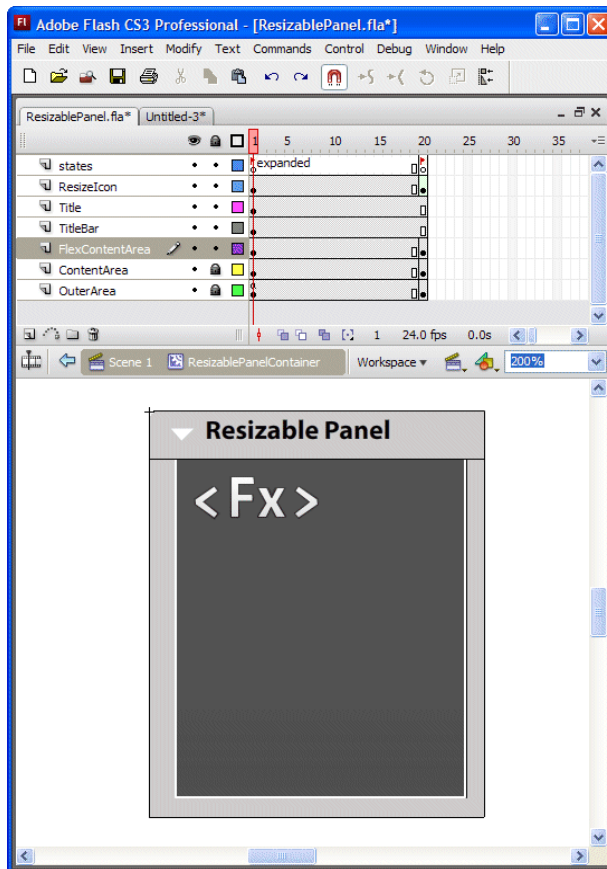 Fl Adobe Flash CS3 Professional - [ResizablePanel.fla*]
File Edit View Insert Modify Text Commands Control Debug Window Help
ResizablePanel.fla* Untitled-3*
1 5 10 15 20 25 30 35
states expanded
ResizeIcon
Title
TitleBar
FlexContentArea
ContentArea
OuterArea
1 24.0 fps 0.0s
Scene 1 ResizablePanelContainer Workspace 200%
Resizable Panel
<Fx>